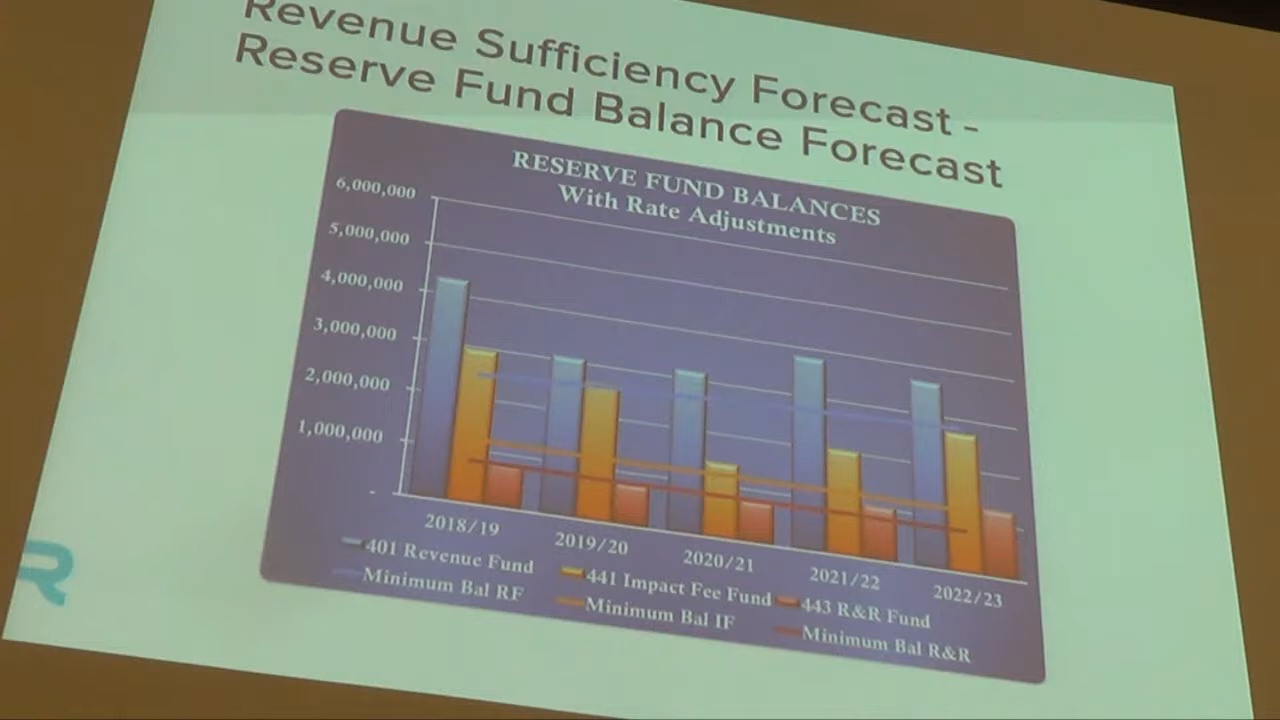 Revenue Sufficiency Forecast -
Reserve Fund Balance Forecast
RESERVE FUND BALANCES
With Rate Adjustments
6,000,000
5,000,000
4,000,000
3,000,000
2,000,000
1,000,000
-
2018/19 2019/20 2020/21 2021/22 2022/23
401 Revenue Fund 441 Impact Fee Fund 443 R&R Fund
Minimum Bal RF Minimum Bal IF Minimum Bal R&R
R